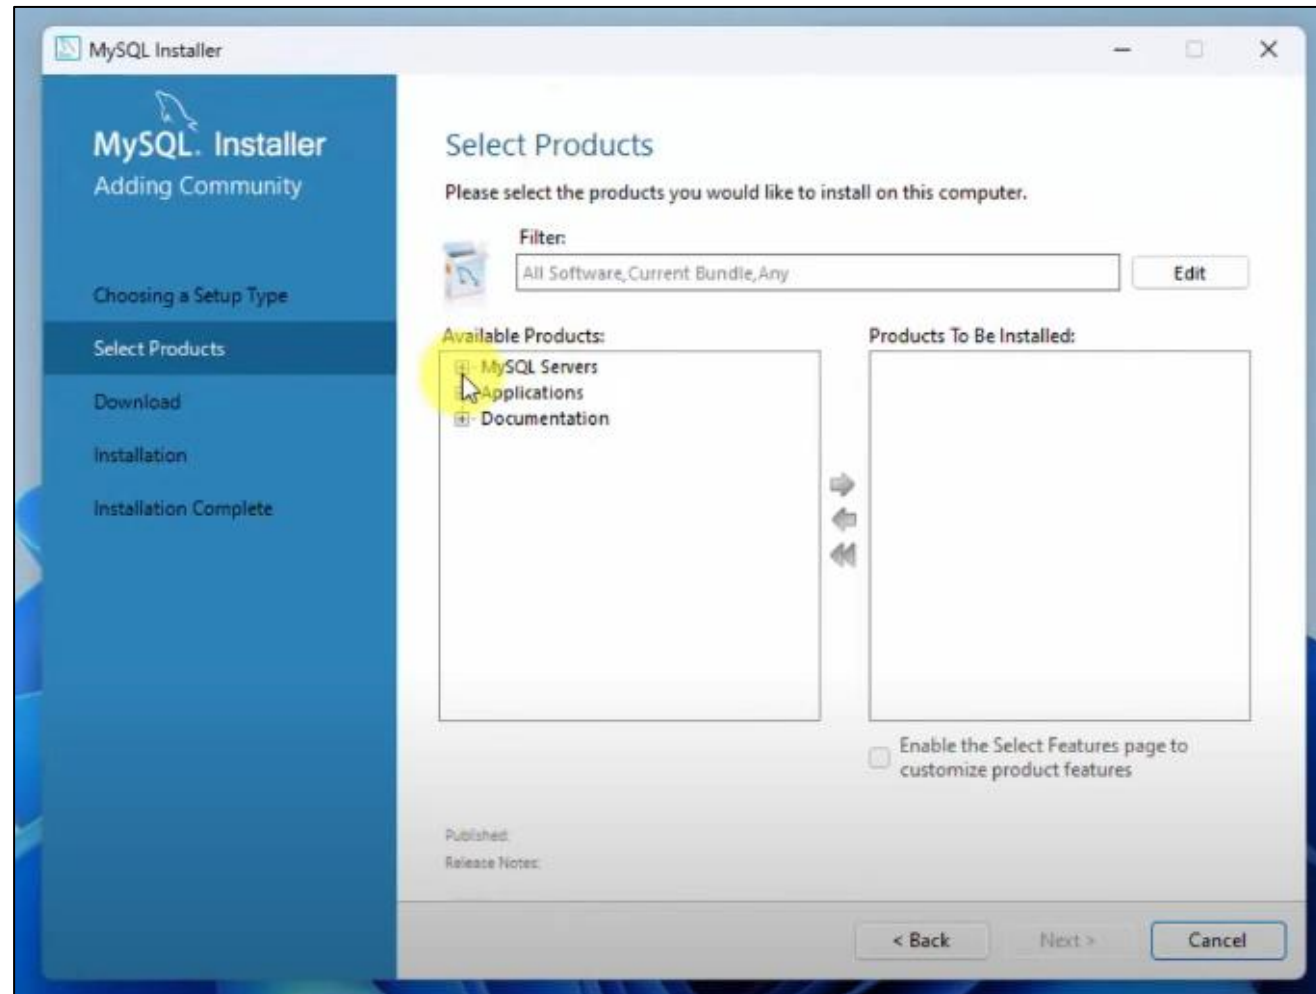 MySQL Installer
MySQL. Installer
Adding Community
Choosing a Setup Type
Select Products
Download
Installation
Installation Complete
Select Products
Please select the products you would like to install on this computer.
Filter:
All Software,Current Bundle,Any
Edit
Available Products:
MySQL Servers
Applications
Documentation
Products To Be Installed:
Enable the Select Features page to
customize product features
Published:
Release Notes:
< Back
Next >
Cancel